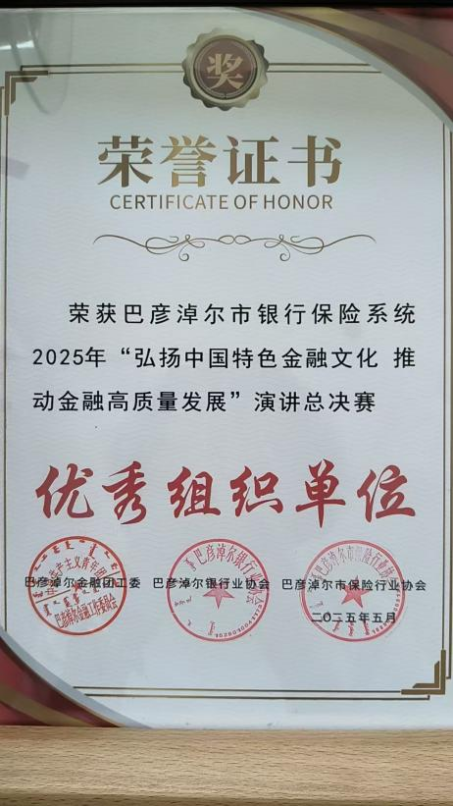 奖
荣誉证书
CERTIFICATE OF HONOR
荣获巴彦淖尔市银行保险系统
2025年“弘扬中国特色金融文化 推
动金融高质量发展”演讲总决赛
优秀组织单位
巴彦淖尔金融团工委 巴彦淖尔银行业协会 巴彦淖尔市保险行业协会
二〇二五年五月